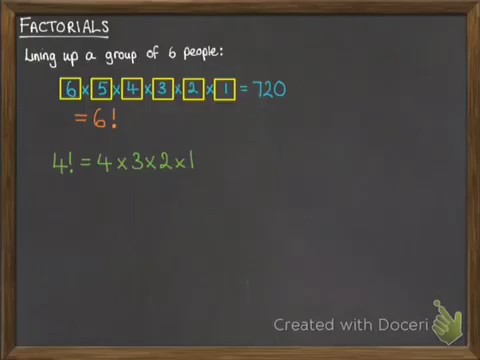 FACTORIALS
Lining up a group of 6 people:
6 × 5 × 4 × 3 × 2 × 1 = 720
= 6!
4! = 4 × 3 × 2 × 1
Created with Doceri